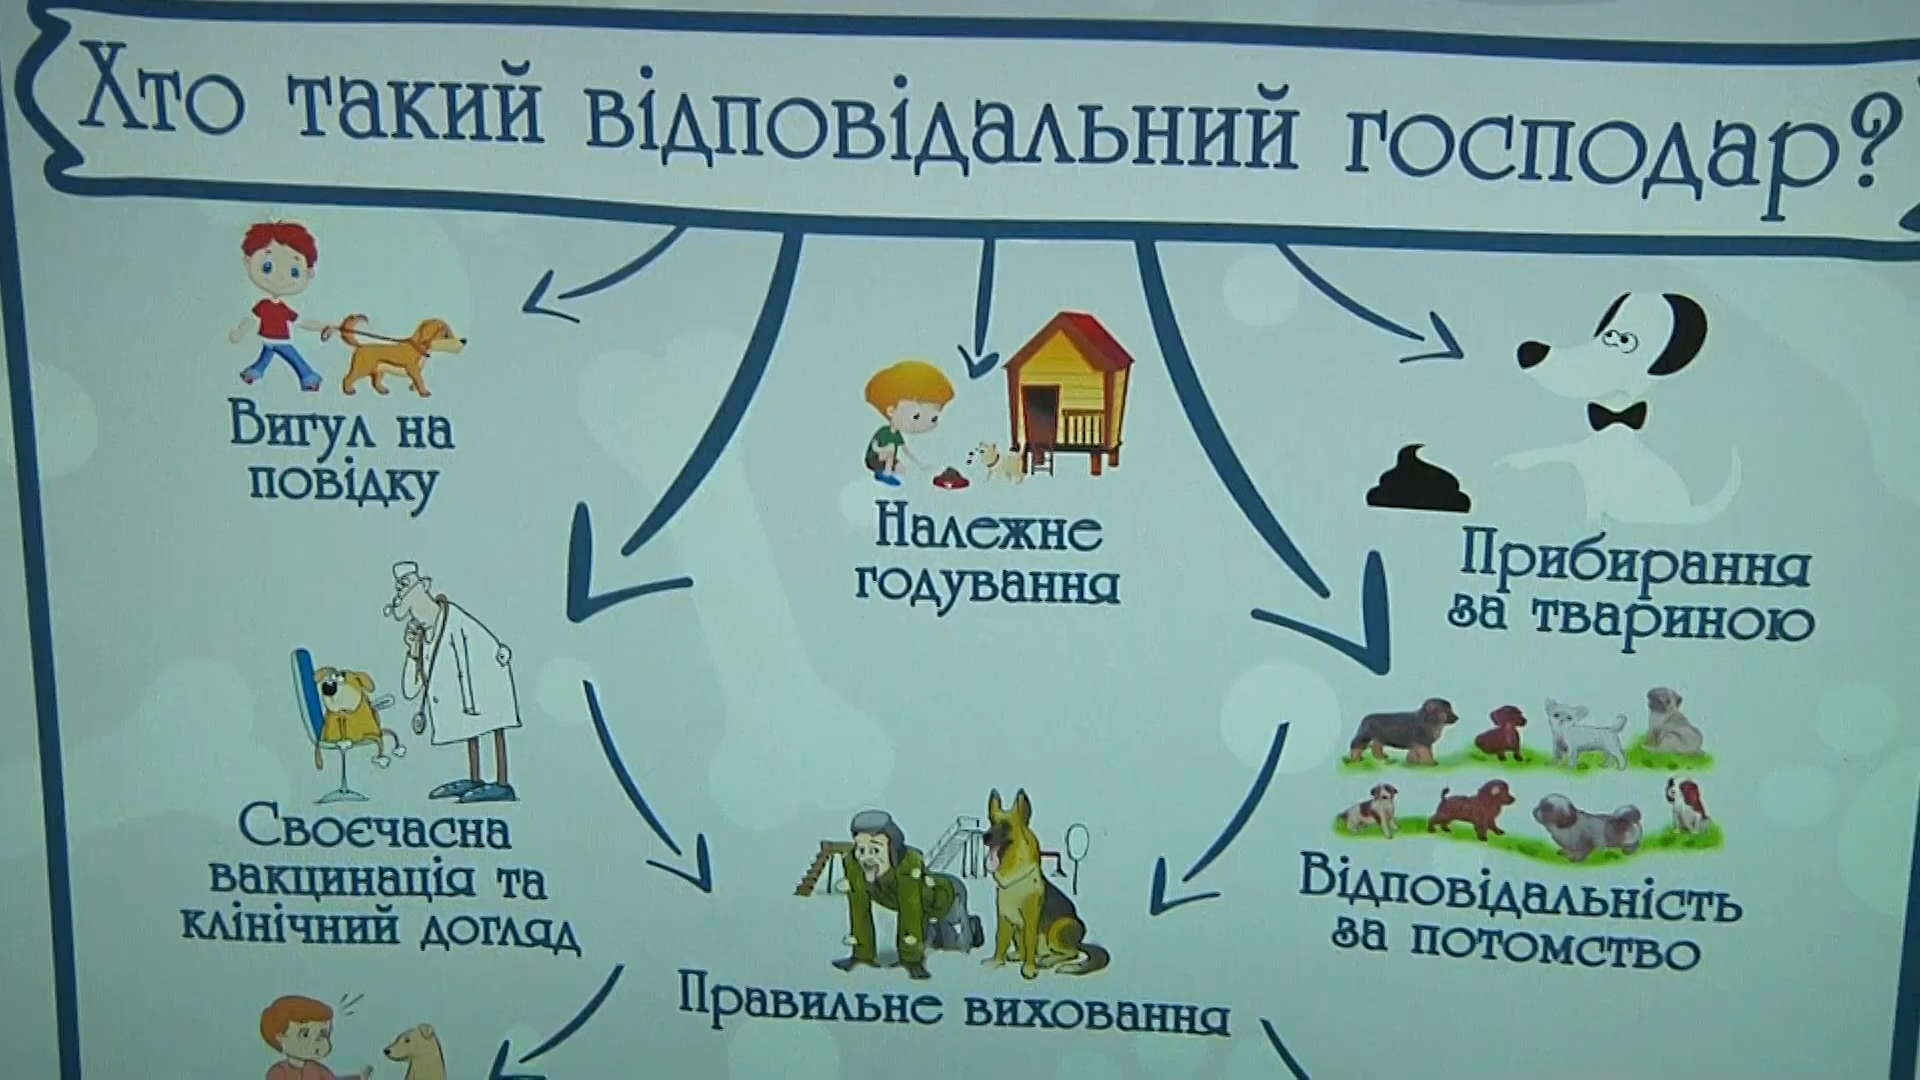 Хто такий відповідальний господар?
Вигул на
повідку
Належне
годування
Прибирання
за твариною
Своєчасна
вакцинація та
клінічний догляд
Правильне виховання
Відповідальність
за потомство